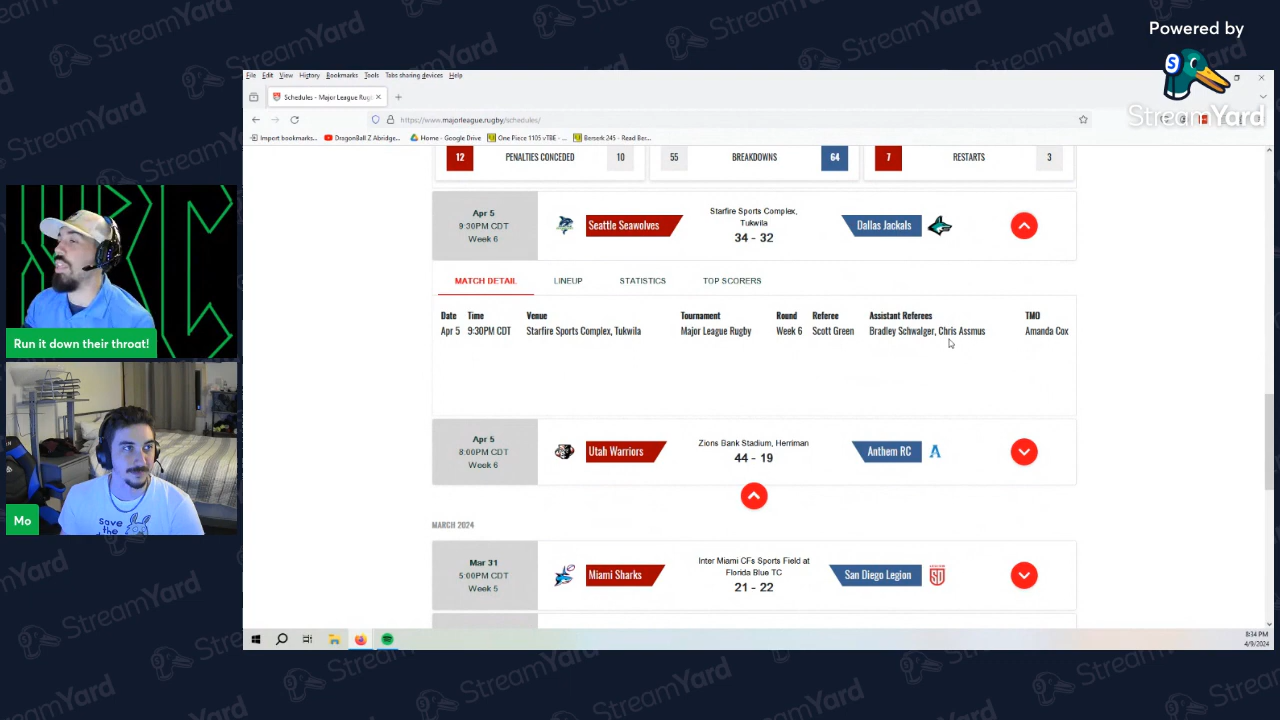 Powered by
StreamYard
File Edit View History Bookmarks Tools Tabs sharing devices Help
Schedules - Major League Rug
https://www.majorleague.rugby/schedules/
Import bookmarks... DragonBall Z Abridge... Home - Google Drive One Piece 1105 vTBE - ... Berserk 245 - Read Bes...
12 PENALTIES CONCEDED 10 55 BREAKDOWNS 64 7 RESTARTS 3
Apr 5
9:30PM CDT
Week 6
Seattle Seawolves
Starfire Sports Complex,
Tukwila
34 - 32
Dallas Jackals
MATCH DETAIL LINEUP STATISTICS TOP SCORERS
Date Time Venue Tournament Round Referee Assistant Referees TMO
Apr 5 9:30PM CDT Starfire Sports Complex, Tukwila Major League Rugby Week 6 Scott Green Bradley Schwalger, Chris Assmus Amanda Cox
Apr 5
8:00PM CDT
Week 6
Utah Warriors
Zions Bank Stadium, Herriman
44 - 19
Anthem RC
MARCH 2024
Mar 31
5:00PM CDT
Week 5
Miami Sharks
Inter Miami CFs Sports Field at
Florida Blue TC
21 - 22
San Diego Legion
SD
8:34 PM
4/9/2024
Run it down their throat!
Mo
Save the
StreamYard